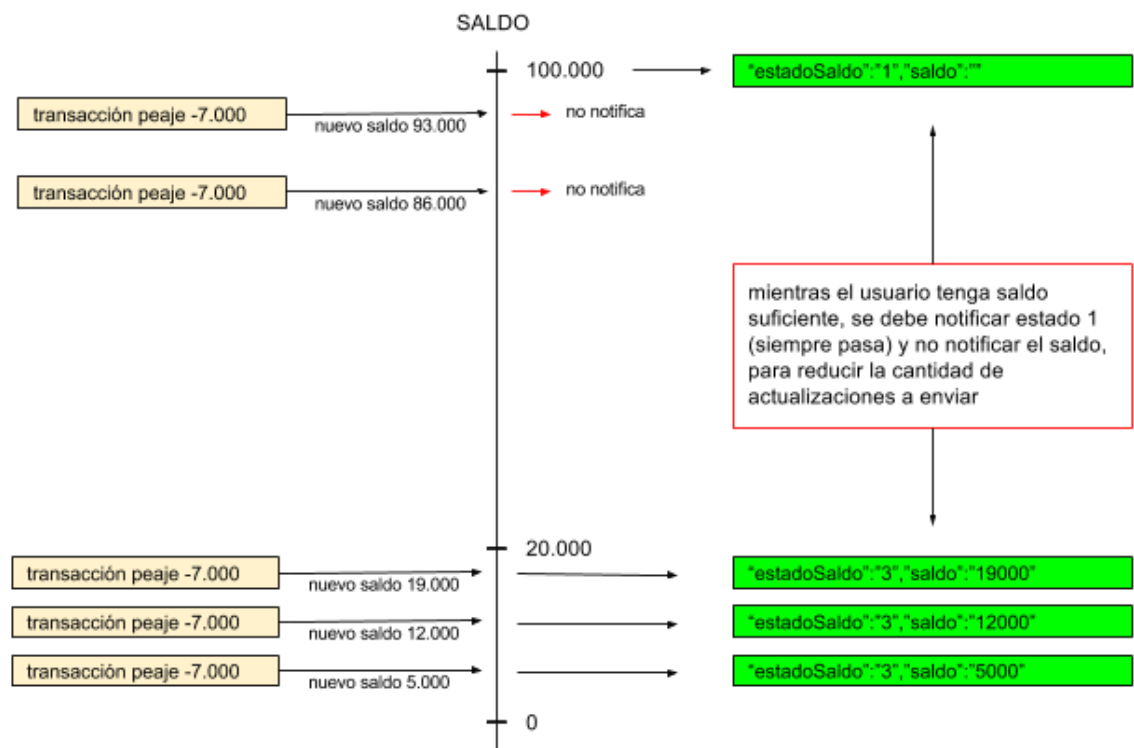 SALDO
100.000
"estadoSaldo":"1","saldo":""
transacción peaje -7.000
nuevo saldo 93.000
no notifica
transacción peaje -7.000
nuevo saldo 86.000
no notifica
mientras el usuario tenga saldo
suficiente, se debe notificar estado 1
(siempre pasa) y no notificar el saldo,
para reducir la cantidad de
actualizaciones a enviar
20.000
transacción peaje -7.000
nuevo saldo 19.000
"estadoSaldo":"3","saldo":"19000"
transacción peaje -7.000
nuevo saldo 12.000
"estadoSaldo":"3","saldo":"12000"
transacción peaje -7.000
nuevo saldo 5.000
"estadoSaldo":"3","saldo":"5000"
0